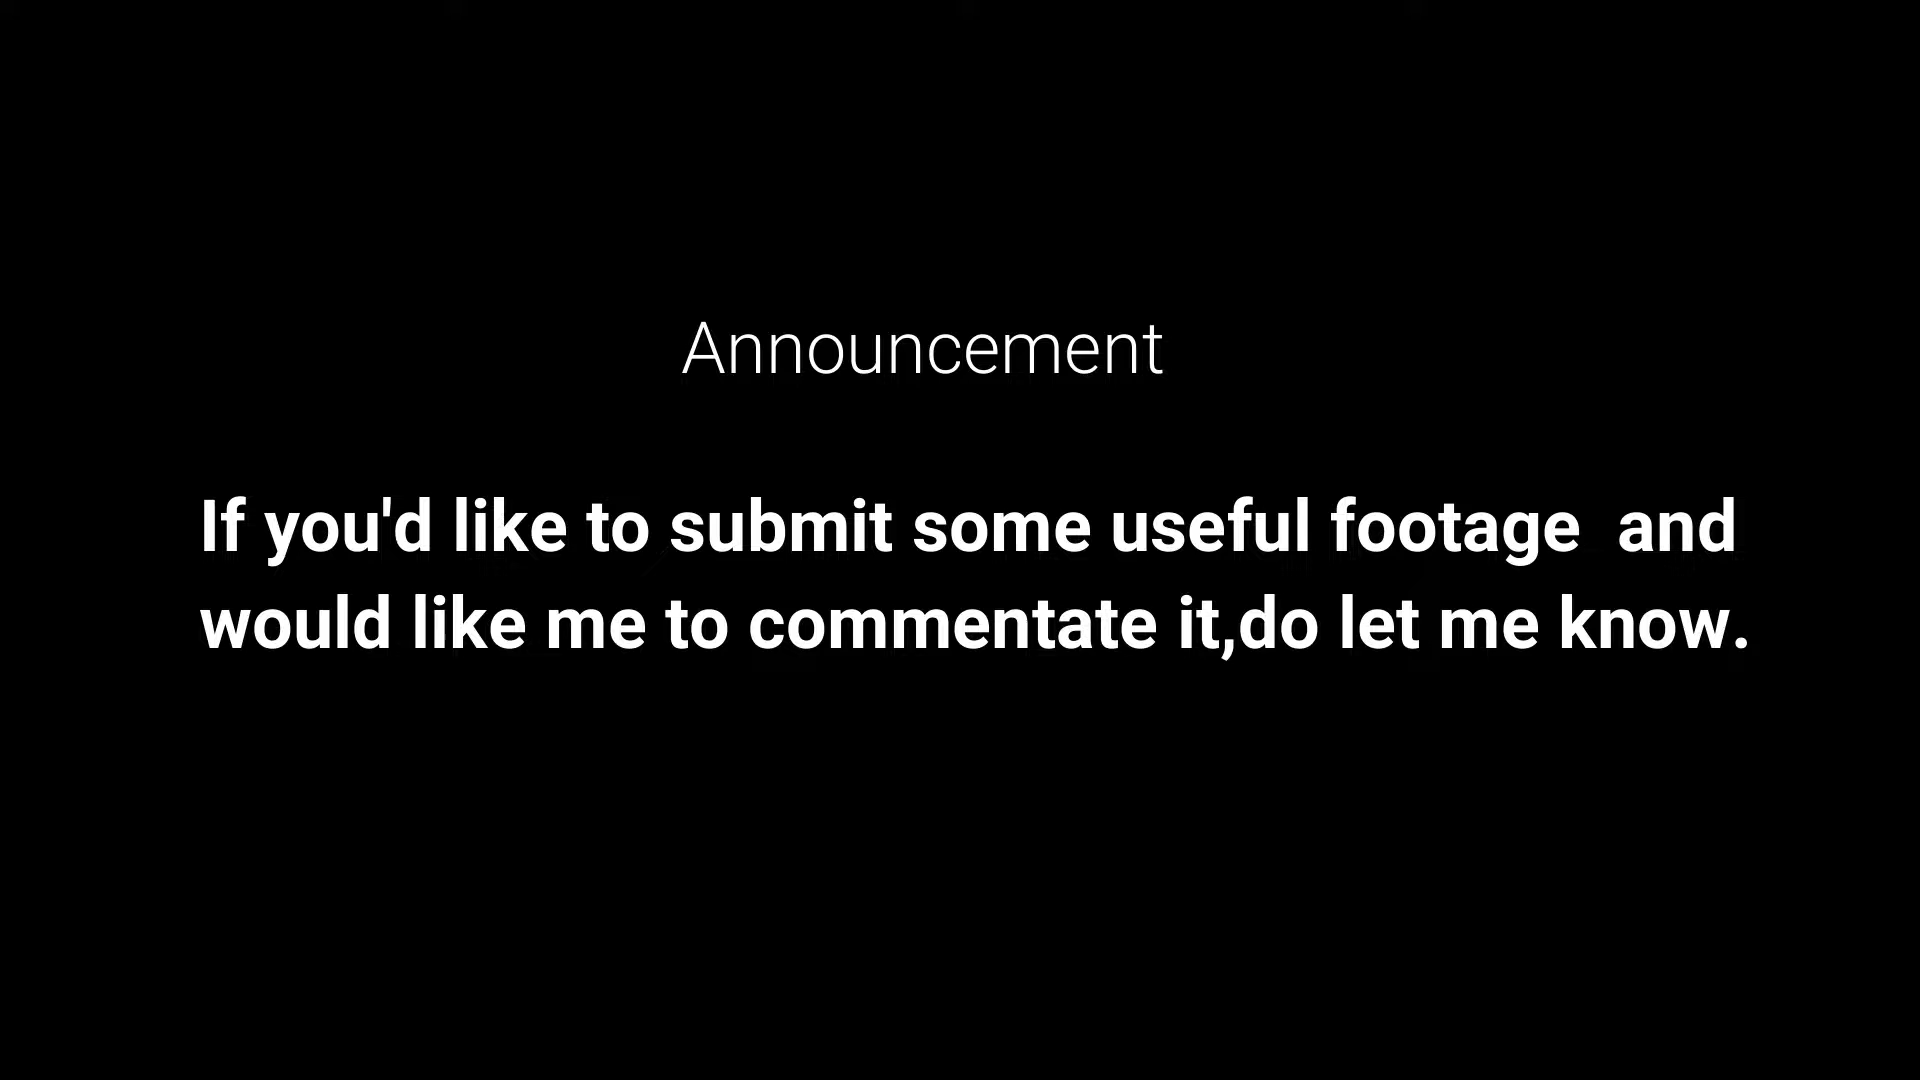 Announcement
If you'd like to submit some useful footage  and
would like me to commentate it,do let me know.